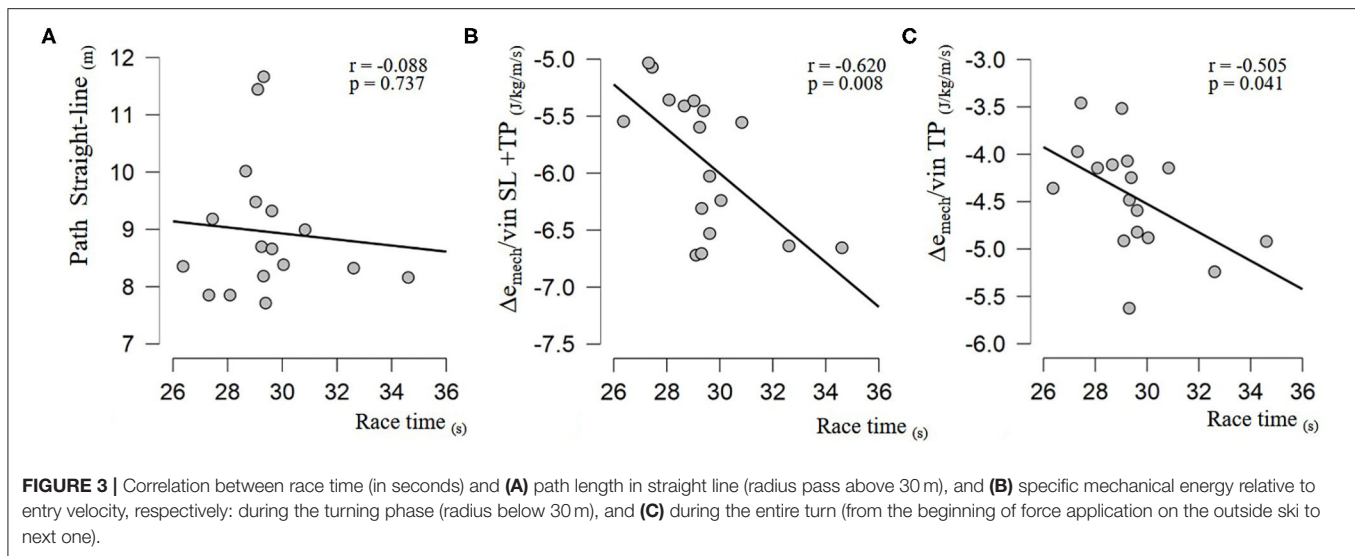 A
Path Straight-line (m)
12
11
10
9
8
7
r = -0.088
p = 0.737
26 28 30 32 34 36
Race time (s)
B
Δemech/vin SL +TP (J/kg/m/s)
-5.0
-5.5
-6.0
-6.5
-7.0
-7.5
r = -0.620
p = 0.008
26 28 30 32 34 36
Race time (s)
C
Δemech/vin TP (J/kg/m/s)
-3.0
-3.5
-4.0
-4.5
-5.0
-5.5
-6.0
r = -0.505
p = 0.041
26 28 30 32 34 36
Race time (s)
FIGURE 3 | Correlation between race time (in seconds) and (A) path length in straight line (radius pass above 30 m), and (B) specific mechanical energy relative to
entry velocity, respectively: during the turning phase (radius below 30 m), and (C) during the entire turn (from the beginning of force application on the outside ski to
next one).